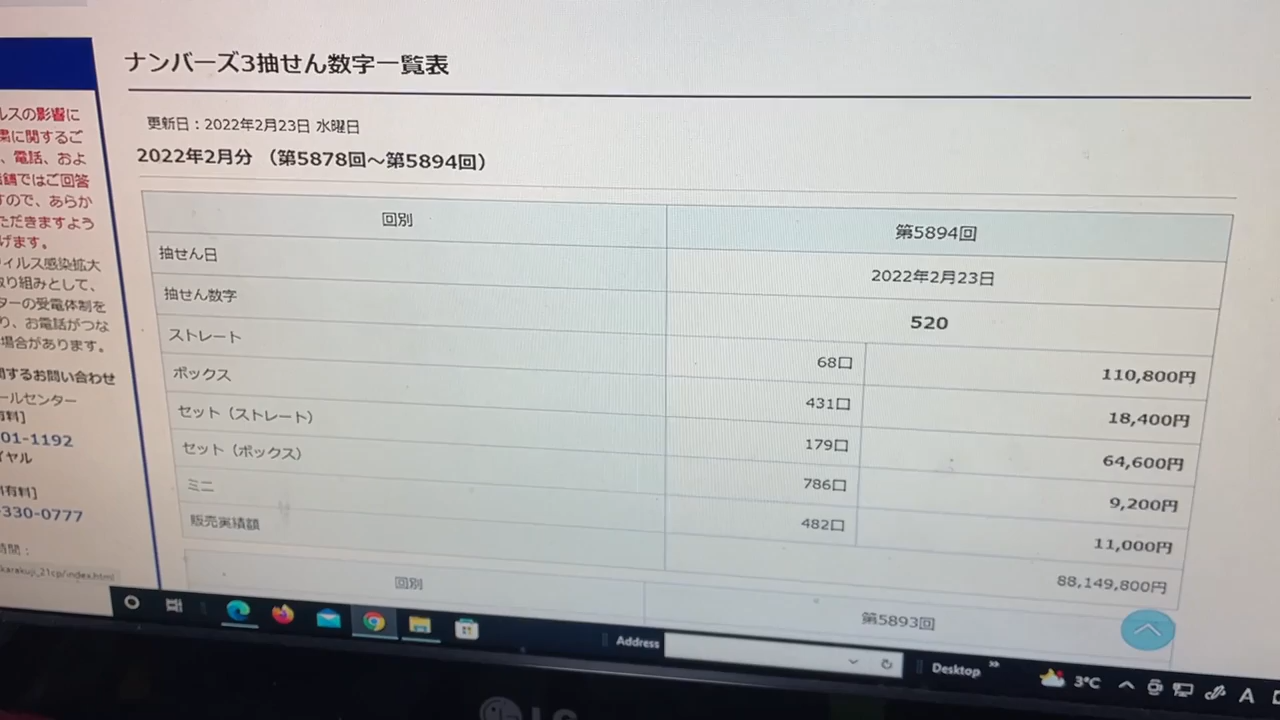 ナンバーズ3抽せん数字一覧表
更新日：2022年2月23日 水曜日
2022年2月分 （第5878回～第5894回）
回別 第5894回
抽せん日 2022年2月23日
抽せん数字 520
ストレート 68口 110,800円
ボックス 431口 18,400円
セット（ストレート） 179口 64,600円
セット（ボックス） 786口 9,200円
ミニ 482口 11,000円
販売実績額 88,149,800円
回別 第5893回
ルスの影響に
粛に関するご
、電話、およ
舗ではご回答
すので、あらか
ただきますよう
げます。
ィルス感染拡大
取り組みとして、
ターの受電体制を
り、お電話がつな
場合があります。
関するお問い合わせ
ールセンター
有料]
01-1192
イヤル
有料]
-330-0777
時間：
karakuji_21cp/index.html
Address
Desktop
3°C
A
LG